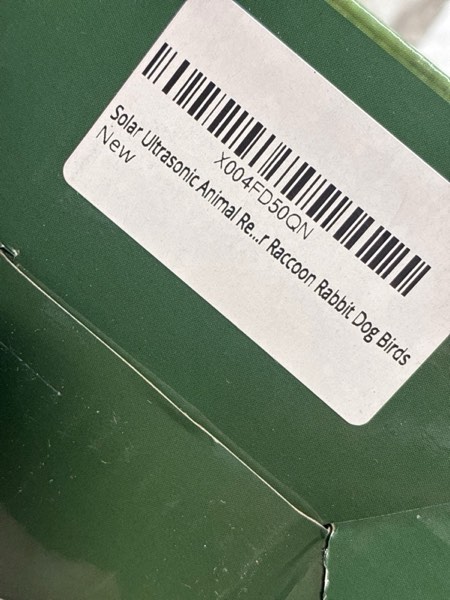 X004FD50QN
Solar Ultrasonic Animal Re...r Raccoon Rabbit Dog Birds
New